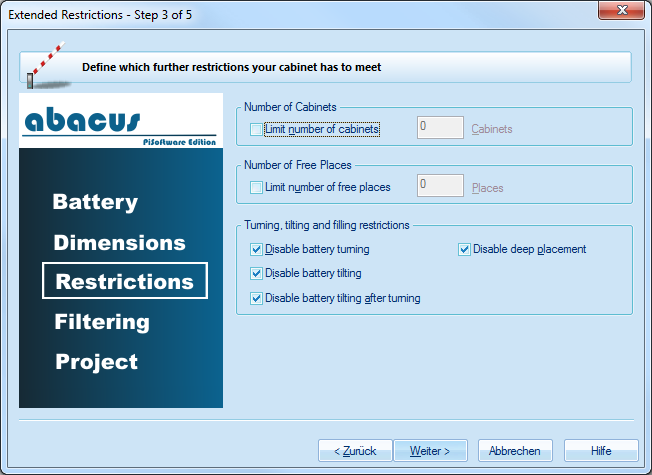 Extended Restrictions - Step 3 of 5
Define which further restrictions your cabinet has to meet
abacus
PiSoftware Edition
Battery
Dimensions
Restrictions
Filtering
Project
Number of Cabinets
Limit number of cabinets
0
Cabinets
Number of Free Places
Limit number of free places
0
Places
Turning, tilting and filling restrictions
Disable battery turning
Disable deep placement
Disable battery tilting
Disable battery tilting after turning
< Zurück
Weiter >
Abbrechen
Hilfe